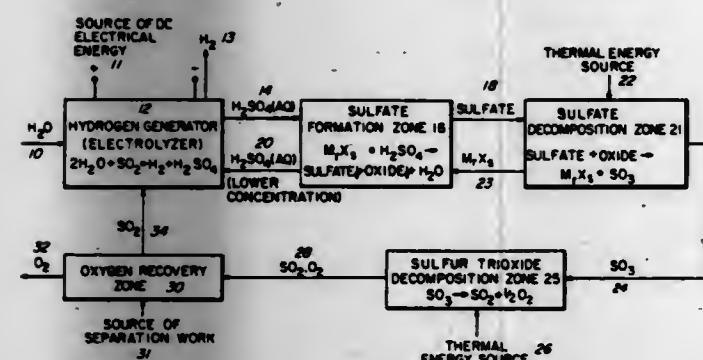 SOURCE OF DC
ELECTRICAL
ENERGY
11
+
-
H2 13
H2O
10
12
HYDROGEN GENERATOR
(ELECTROLYZER)
2H2O+SO2=H2+H2SO4
14
H2SO4(AQ)
20
H2SO4(AQ)
(LOWER
CONCENTRATION)
SULFATE
FORMATION ZONE 16
MrXs + H2SO4→
SULFATE(+OXIDE)+ H2O
18
SULFATE
MrXs
23
THERMAL ENERGY
SOURCE
22
SULFATE
DECOMPOSITION ZONE 21
SULFATE +OXIDE→
MrXs + SO3
SO2
34
32
O2
OXYGEN RECOVERY
ZONE 30
SOURCE OF
SEPARATION WORK
31
28
SO2,O2
SULFUR TRIOXIDE
DECOMPOSITION ZONE 25
SO3→SO2+1/2O2
SO3
24
THERMAL
ENERGY SOURCE 26